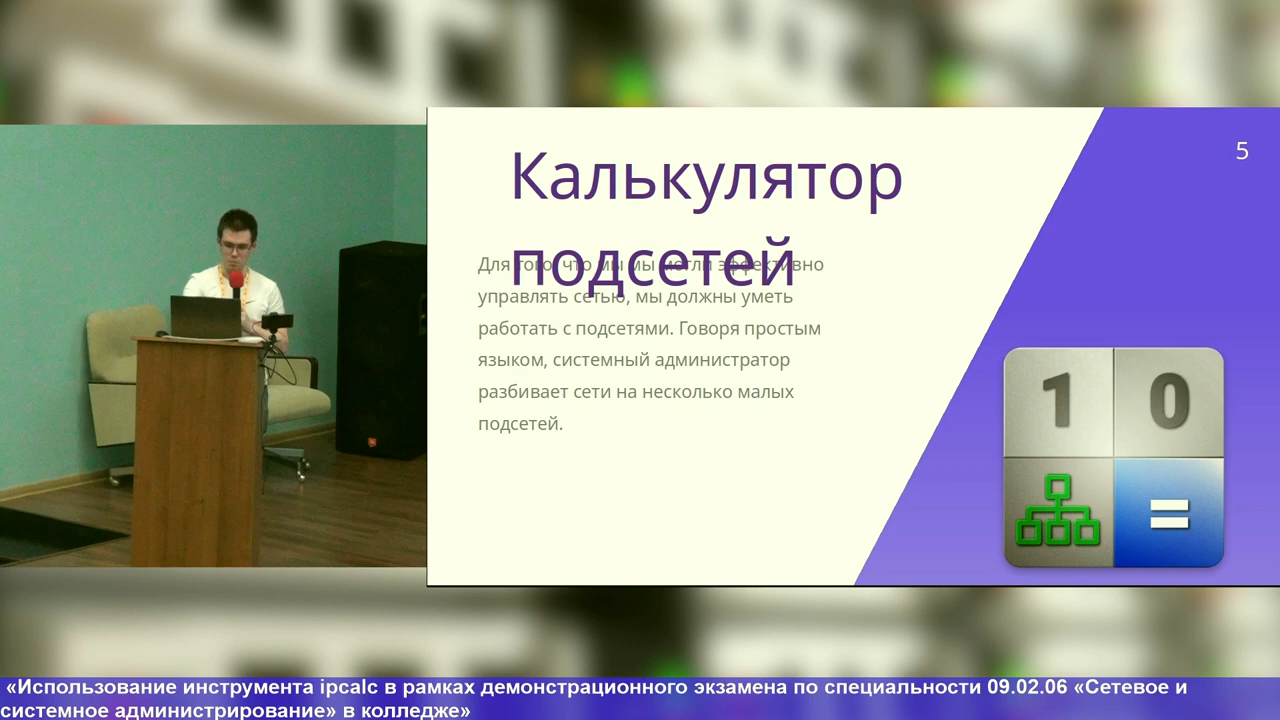 5
Калькулятор
подсетей
Для того, что мы мы могли эффективно
управлять сетью, мы должны уметь
работать с подсетями. Говоря простым
языком, системный администратор
разбивает сети на несколько малых
подсетей.
1 0
=
«Использование инструмента ipcalc в рамках демонстрационного экзамена по специальности 09.02.06 «Сетевое и
системное администрирование» в колледже»